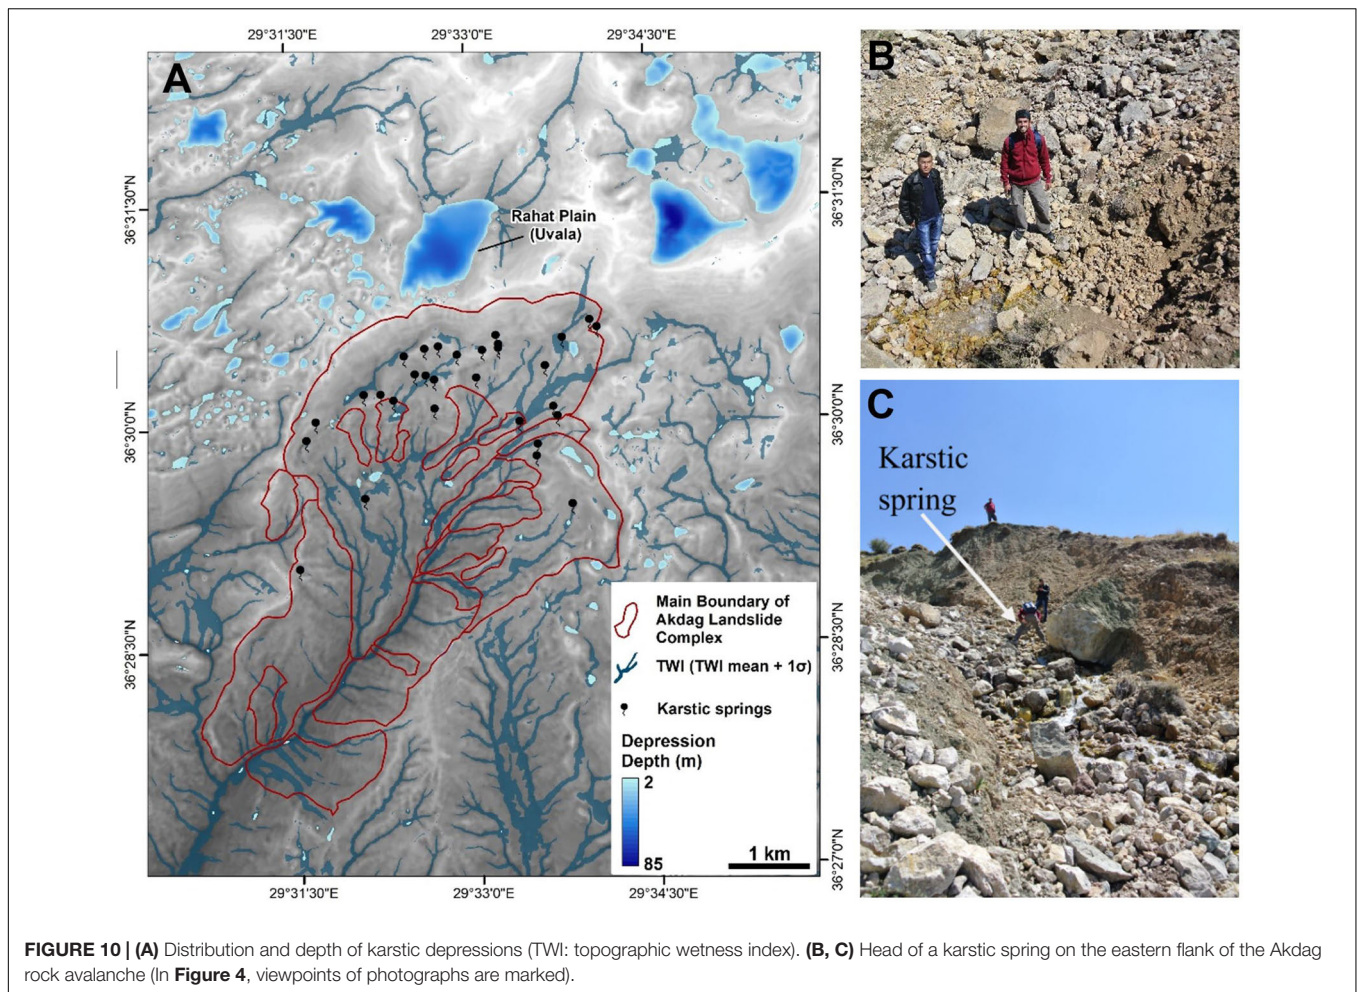 29°31'30"E
29°33'0"E
29°34'30"E
A
36°31'30"N
36°30'0"N
36°28'30"N
Rahat Plain
(Uvala)
Main Boundary of
Akdag Landslide
Complex
TWI (TWI mean + 1σ)
Karstic springs
Depression
Depth (m)
2
85
1 km
36°31'30"N
36°30'0"N
36°28'30"N
36°27'0"N
29°31'30"E
29°33'0"E
29°34'30"E
B
C
Karstic
spring
FIGURE 10 | (A) Distribution and depth of karstic depressions (TWI: topographic wetness index). (B, C) Head of a karstic spring on the eastern flank of the Akdag
rock avalanche (In Figure 4, viewpoints of photographs are marked).